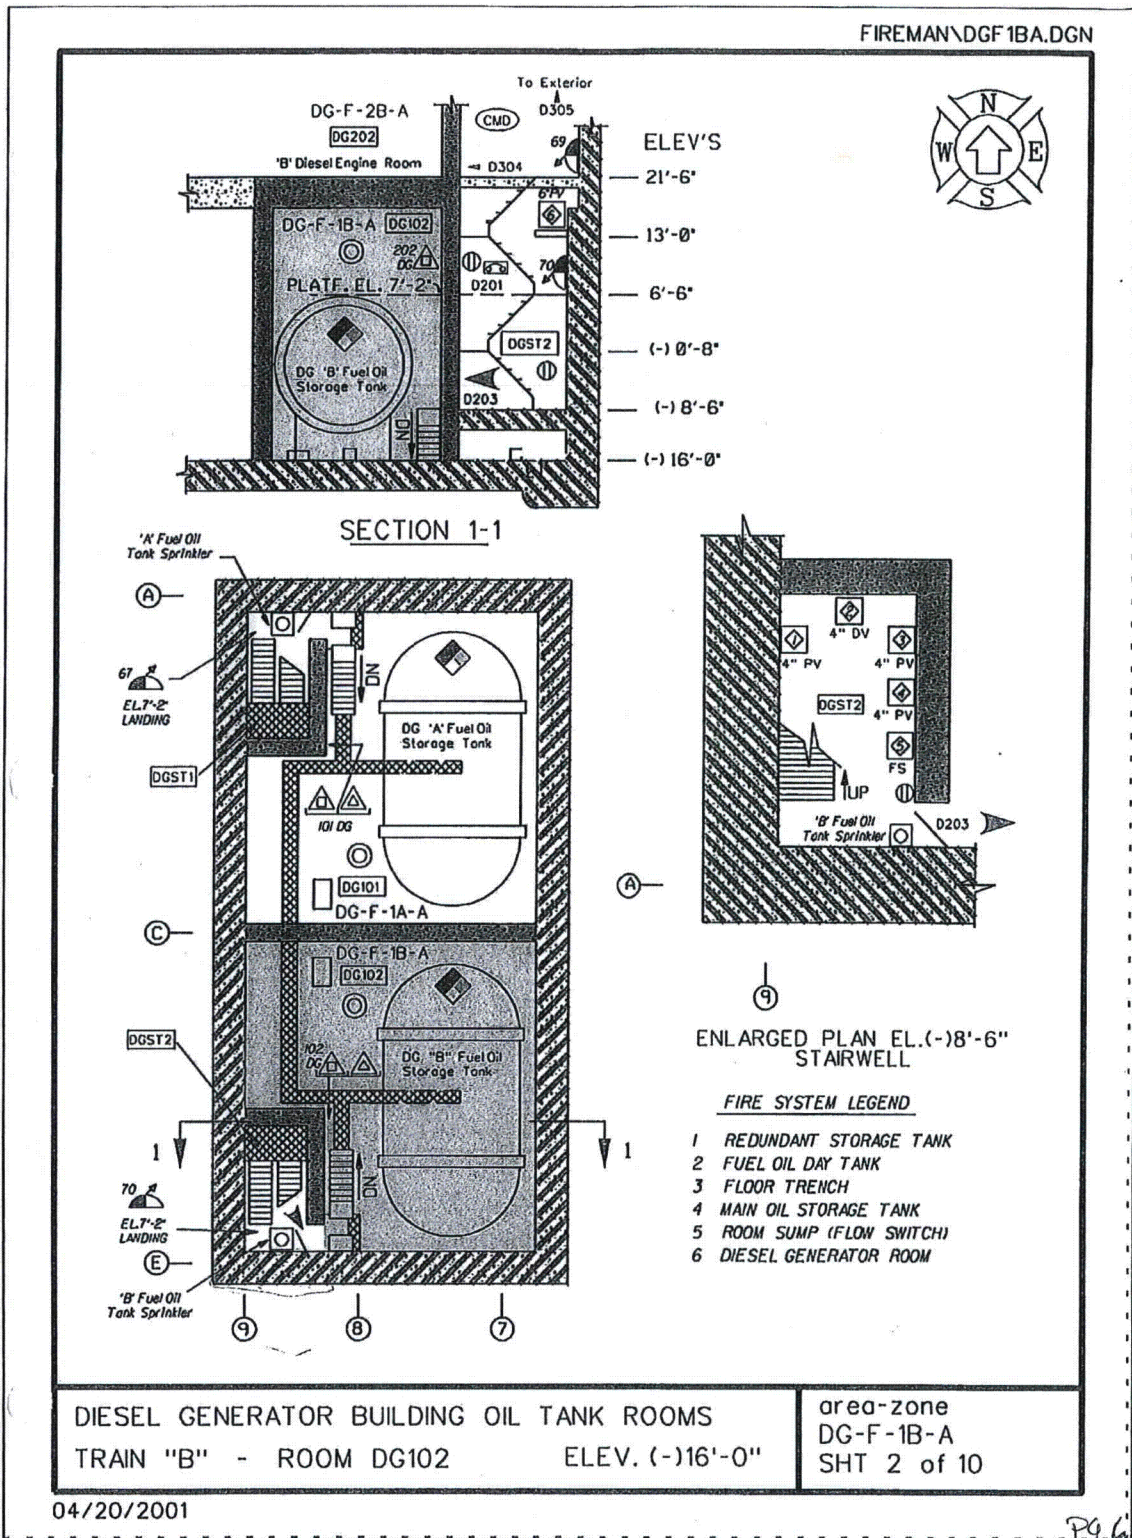 FIREMAN\DGF1BA.DGN
To Exterior
D305
DG-F-2B-A
DG202
'B' Diesel Engine Room
CMD
69
D304
ELEV'S
21'-6"
13'-0"
6'-6"
(-) 0'-8"
(-) 8'-6"
(-) 16'-0"
N
W E
S
6"PV
6
DG-F-1B-A DG102
202
DG
PLATF. EL. 7'-2"
D201
70
DGST2
DG 'B' Fuel Oil
Storage Tank
D203
DN
SECTION 1-1
'A' Fuel Oil
Tank Sprinkler
A
67
EL.7'-2"
LANDING
DN
DG 'A' Fuel Oil
Storage Tank
DGST1
101 DG
DG101
DG-F-1A-A
C
DG-F-1B-A
DG102
DGST2
102
DG
DG, "B" Fuel Oil
Storage Tank
1 1
70
EL.7'-2"
LANDING
DN
E
'B' Fuel Oil
Tank Sprinkler
9 8 7
2
4" DV
1
4" PV
3
4" PV
DGST2
4
4" PV
5
FS
UP
'B' Fuel Oil
Tank Sprinkler
D203
A
9
ENLARGED PLAN EL.(-)8'-6"
STAIRWELL
FIRE SYSTEM LEGEND
1 REDUNDANT STORAGE TANK
2 FUEL OIL DAY TANK
3 FLOOR TRENCH
4 MAIN OIL STORAGE TANK
5 ROOM SUMP (FLOW SWITCH)
6 DIESEL GENERATOR ROOM
DIESEL GENERATOR BUILDING OIL TANK ROOMS
TRAIN "B" - ROOM DG102 ELEV. (-)16'-0"
area-zone
DG-F-1B-A
SHT 2 of 10
04/20/2001
PG 6